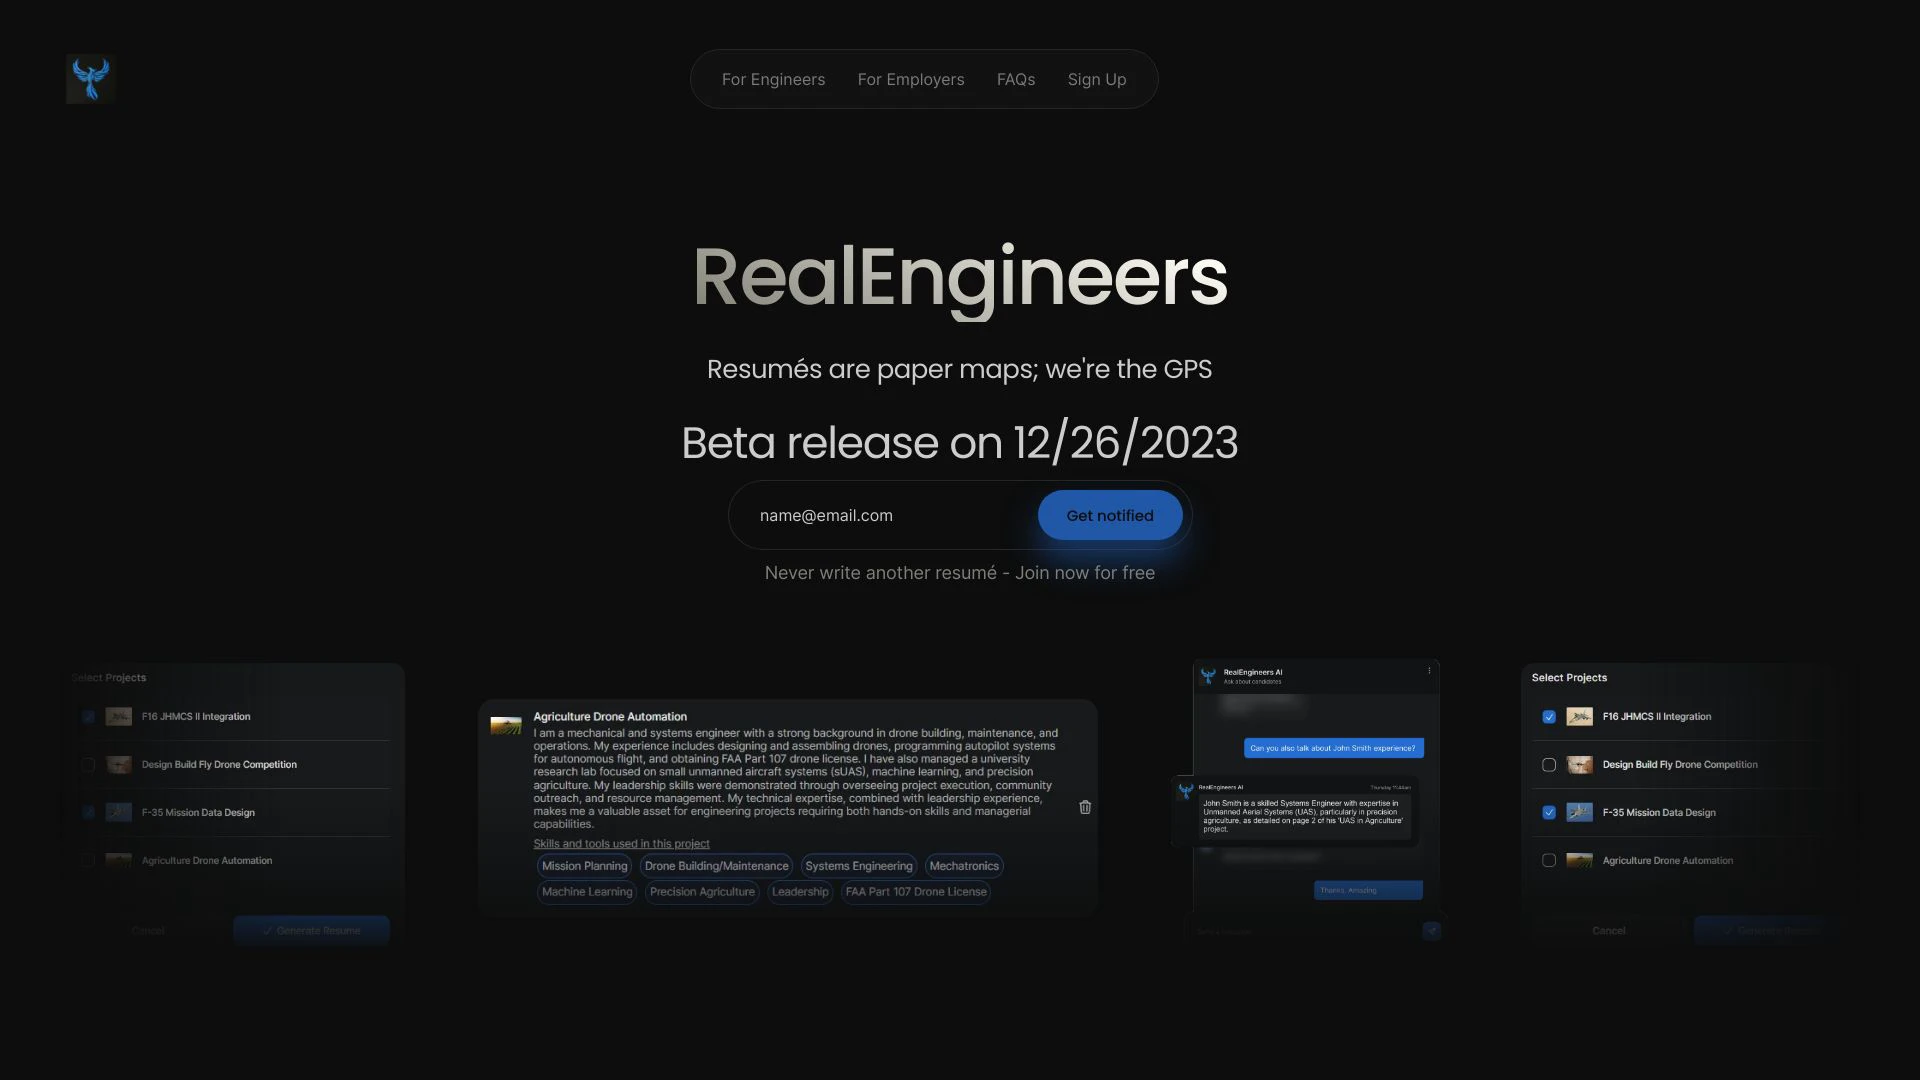 For Engineers
For Employers
FAQs
Sign Up
RealEngineers
Resumés are paper maps; we're the GPS
Beta release on 12/26/2023
name@email.com
Get notified
Never write another resumé - Join now for free
Select Projects
F16 JHMCS II Integration
Design Build Fly Drone Competition
F-35 Mission Data Design
Agriculture Drone Automation
Cancel
Generate Resume
Agriculture Drone Automation
I am a mechanical and systems engineer with a strong background in drone building, maintenance, and
operations. My experience includes designing and assembling drones, programming autopilot systems
for autonomous flight, and obtaining FAA Part 107 drone license. I have also managed a university
research lab focused on small unmanned aircraft systems (sUAS), machine learning, and precision
agriculture. My leadership skills were demonstrated through overseeing project execution, community
outreach, and resource management. My technical expertise, combined with leadership experience,
makes me a valuable asset for engineering projects requiring both hands-on skills and managerial
capabilities.
Skills and tools used in this project
Mission Planning
Drone Building/Maintenance
Systems Engineering
Mechatronics
Machine Learning
Precision Agriculture
Leadership
FAA Part 107 Drone License
RealEngineers AI
Ask about candidates
Can you also talk about John Smith experience?
RealEngineers AI
Thursday 11:44am
John Smith is a skilled Systems Engineer with expertise in
Unmanned Aerial Systems (UAS), particularly in precision
agriculture, as detailed on page 2 of his 'UAS in Agriculture'
project.
Thanks, Amazing
Select Projects
F16 JHMCS II Integration
Design Build Fly Drone Competition
F-35 Mission Data Design
Agriculture Drone Automation
Cancel
Generate Resume